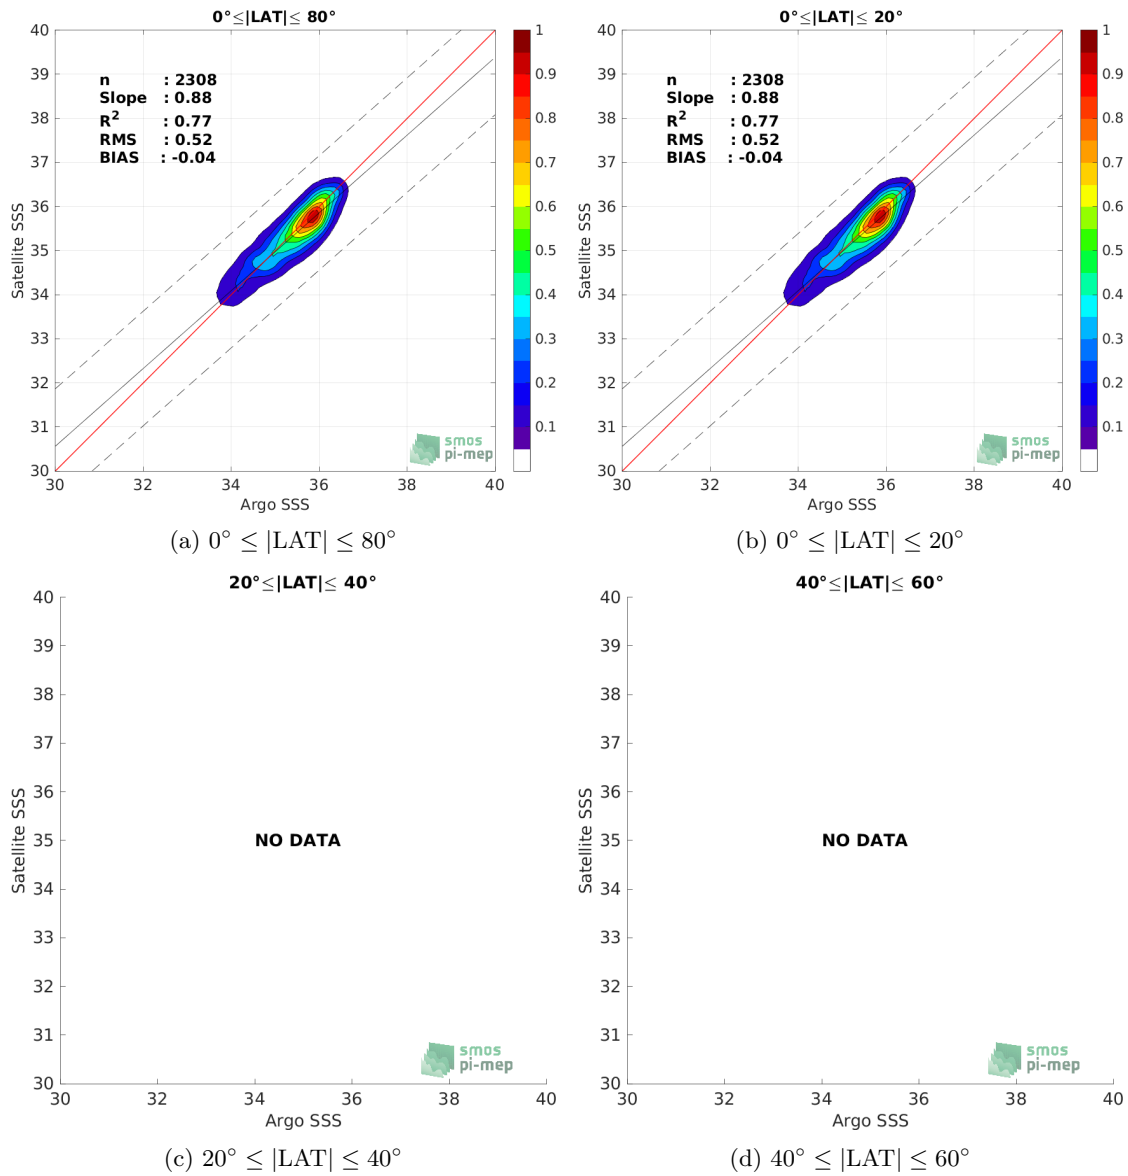 0°≤|LAT|≤ 80°
40
39
38
37
36
35
34
33
32
31
30
Satellite SSS
n : 2308
Slope : 0.88
R² : 0.77
RMS : 0.52
BIAS : -0.04
1
0.9
0.8
0.7
0.6
0.5
0.4
0.3
0.2
0.1
smos
pi-mep
30 32 34 36 38 40
Argo SSS
(a) 0° ≤ |LAT| ≤ 80°
0°≤|LAT|≤ 20°
40
39
38
37
36
35
34
33
32
31
30
Satellite SSS
n : 2308
Slope : 0.88
R² : 0.77
RMS : 0.52
BIAS : -0.04
1
0.9
0.8
0.7
0.6
0.5
0.4
0.3
0.2
0.1
smos
pi-mep
30 32 34 36 38 40
Argo SSS
(b) 0° ≤ |LAT| ≤ 20°
20°≤|LAT|≤ 40°
40
39
38
37
36
35
34
33
32
31
30
Satellite SSS
NO DATA
smos
pi-mep
30 32 34 36 38 40
Argo SSS
(c) 20° ≤ |LAT| ≤ 40°
40°≤|LAT|≤ 60°
40
39
38
37
36
35
34
33
32
31
30
Satellite SSS
NO DATA
smos
pi-mep
30 32 34 36 38 40
Argo SSS
(d) 40° ≤ |LAT| ≤ 60°